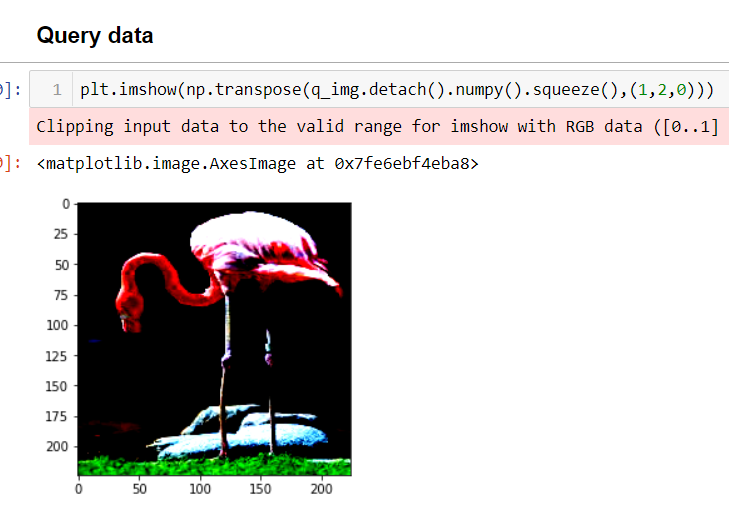 Query data
]:
1 plt.imshow(np.transpose(q_img.detach().numpy().squeeze(),(1,2,0)))
Clipping input data to the valid range for imshow with RGB data ([0..1]
]: <matplotlib.image.AxesImage at 0x7fe6ebf4eba8>
0
25
50
75
100
125
150
175
200
0 50 100 150 200